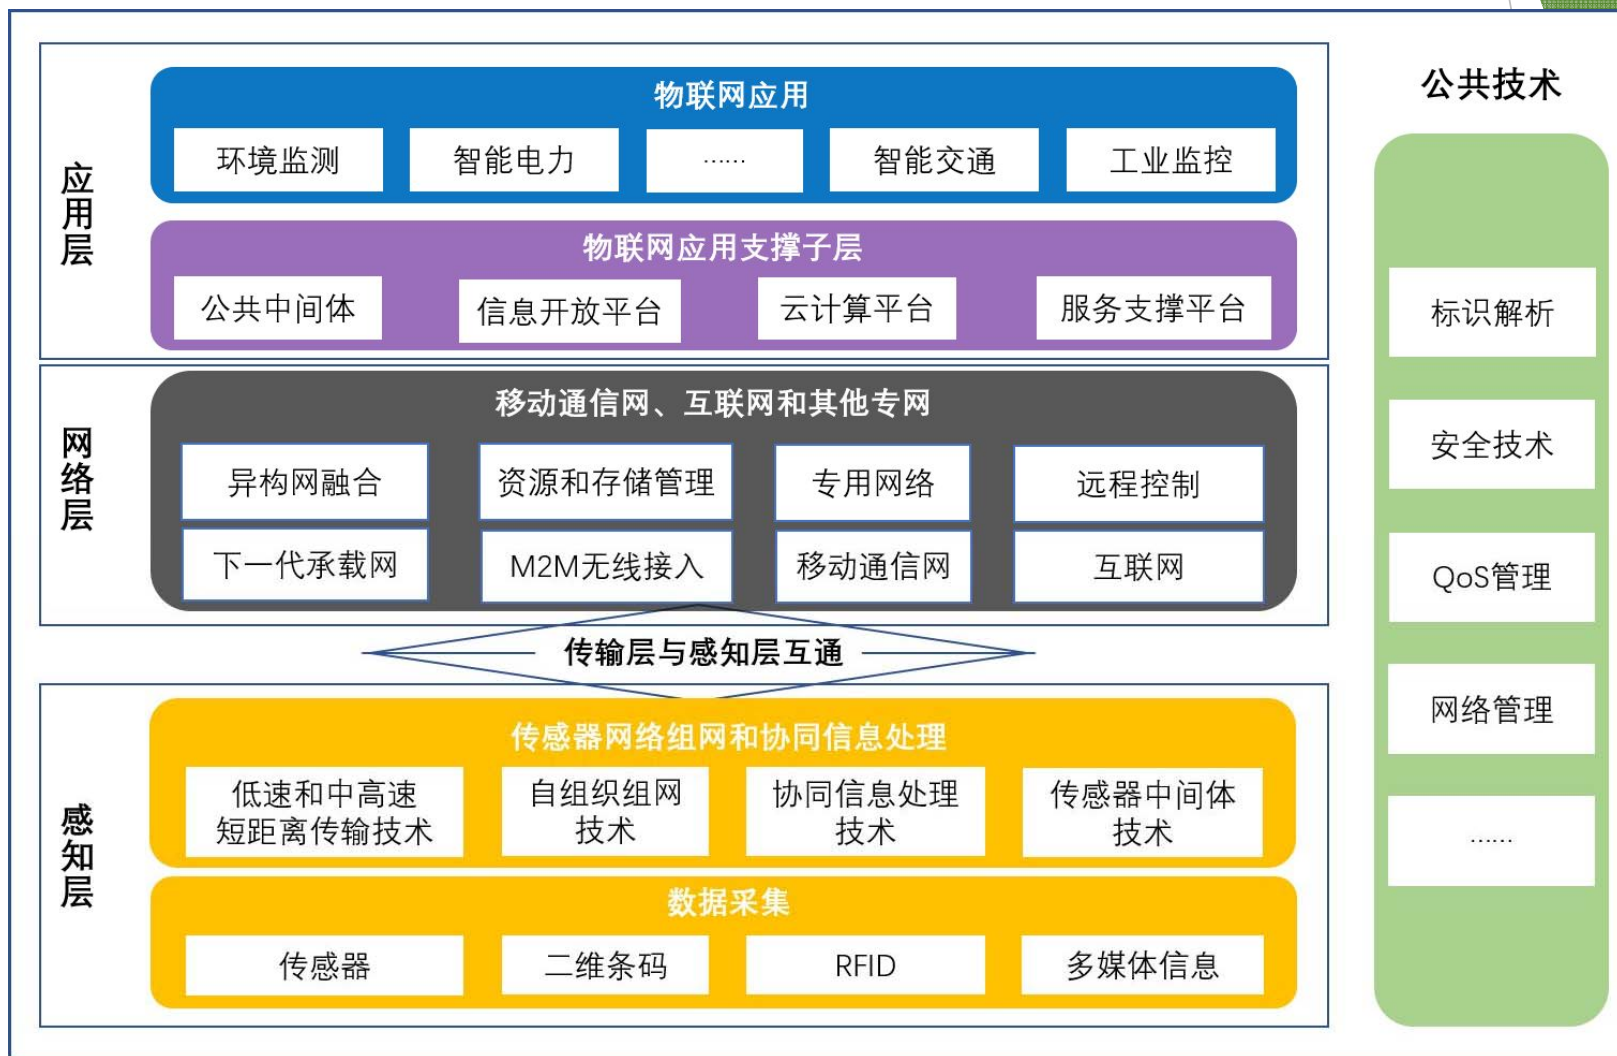 应用层
物联网应用
环境监测
智能电力
......
智能交通
工业监控
物联网应用支撑子层
公共中间体
信息开放平台
云计算平台
服务支撑平台
网络层
移动通信网、互联网和其他专网
异构网融合
资源和存储管理
专用网络
远程控制
下一代承载网
M2M无线接入
移动通信网
互联网
传输层与感知层互通
感知层
传感器网络组网和协同信息处理
低速和中高速
短距离传输技术
自组织组网
技术
协同信息处理
技术
传感器中间体
技术
数据采集
传感器
二维条码
RFID
多媒体信息
公共技术
标识解析
安全技术
QoS管理
网络管理
......